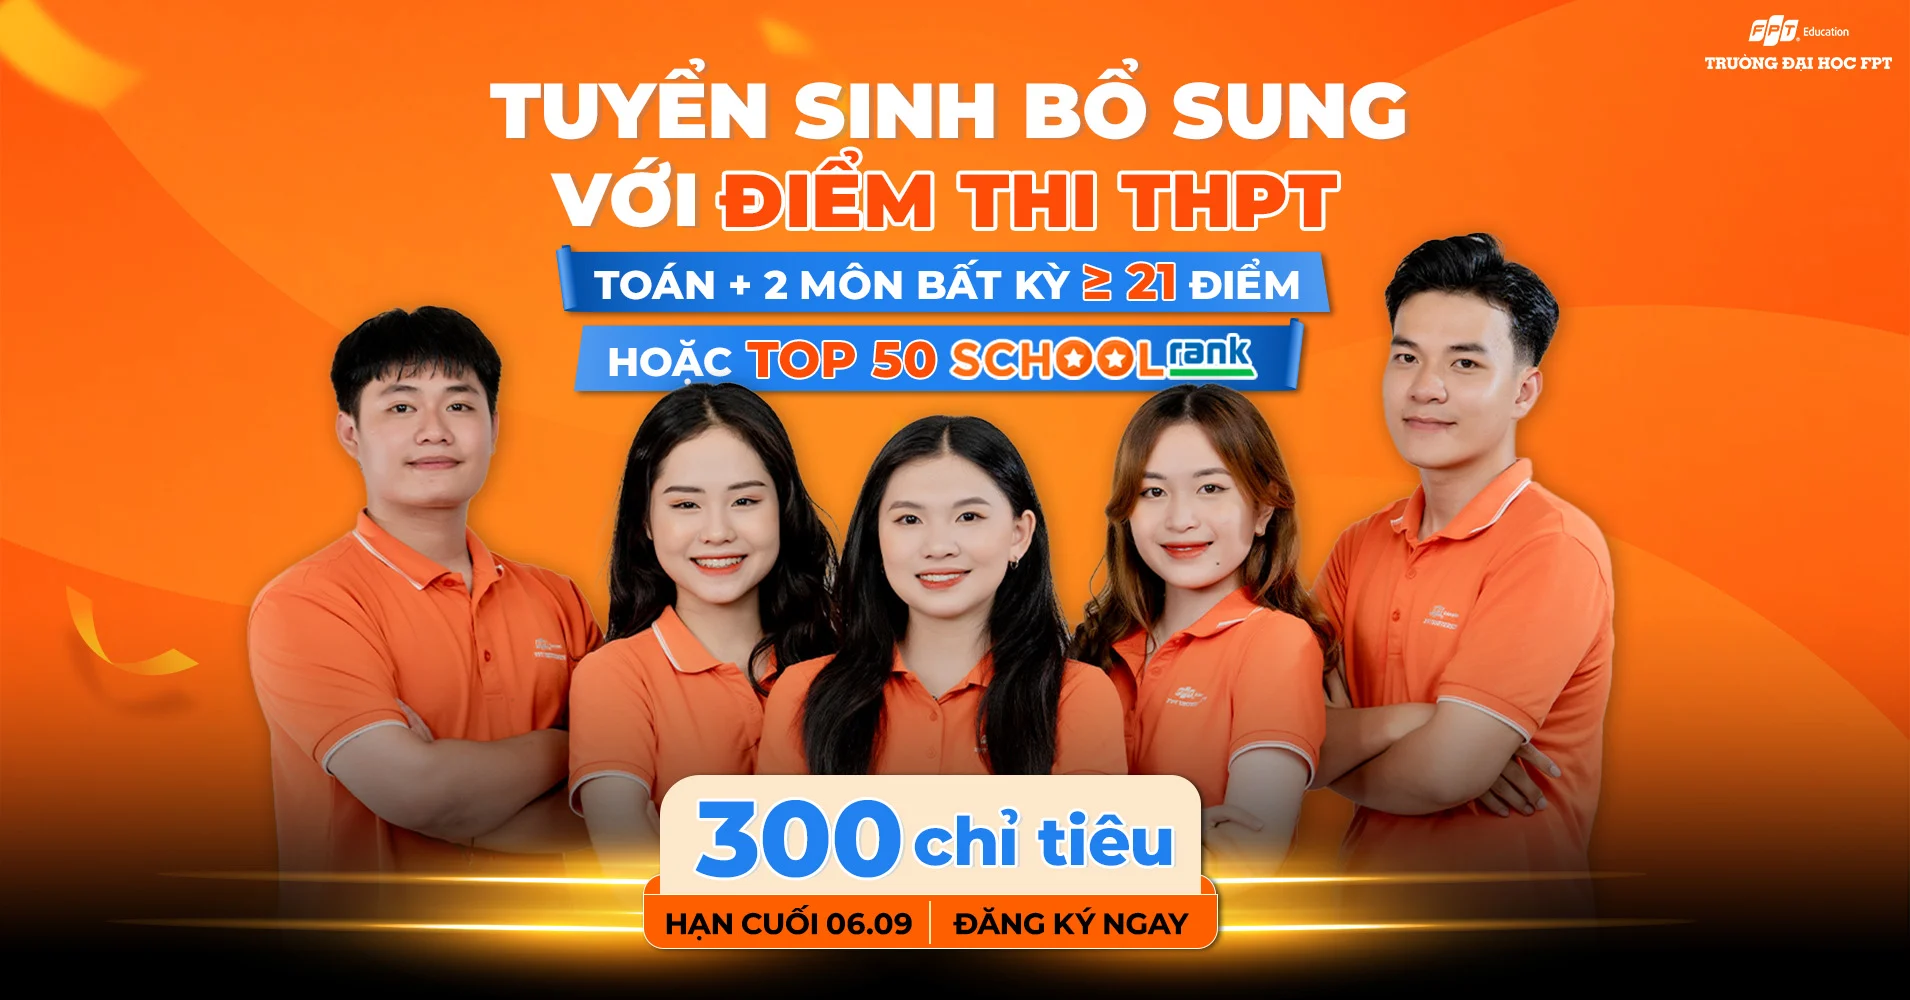 FPT Education
TRƯỜNG ĐẠI HỌC FPT
TUYỂN SINH BỔ SUNG
VỚI ĐIỂM THI THPT
TOÁN + 2 MÔN BẤT KỲ ≥ 21 ĐIỂM
HOẶC TOP 50 SCHOOLrank
300 chỉ tiêu
HẠN CUỐI 06.09 | ĐĂNG KÝ NGAY